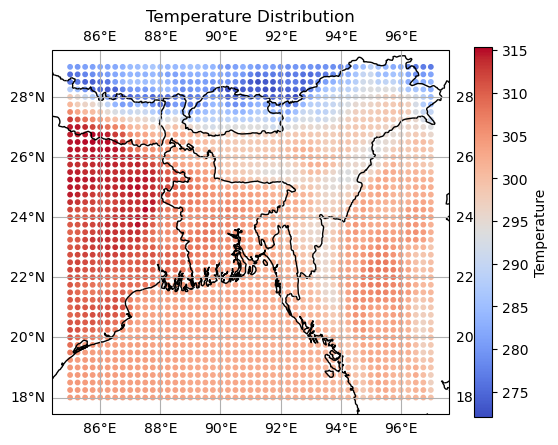 Temperature Distribution
86°E 88°E 90°E 92°E 94°E 96°E
28°N 28
26°N 26
24°N 24
22°N 22
20°N 20
18°N 18
86°E 88°E 90°E 92°E 94°E 96°E
315
310
305
300
295
290
285
280
275
Temperature